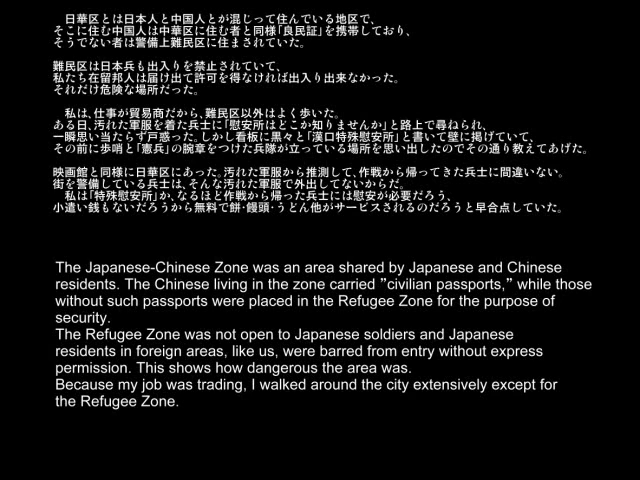 日華区とは日本人と中国人とが混じって住んでいる地区で、
そこに住む中国人は中華区に住む者と同様「良民証」を携帯しており、
そうでない者は警備上難民区に住まされていた。
難民区は日本兵も出入りを禁止されていて、
私たち在留邦人は届け出て許可を得なければ出入り出来なかった。
それだけ危険な場所だった。
私は、仕事が貿易商だから、難民区以外はよく歩いた。
ある日、汚れた軍服を着た兵士に「慰安所はどこか知りませんか」と路上で尋ねられ、
一瞬思い当たらず戸惑った。しかし看板に黒々と「漢口特殊慰安所」と書いて壁に掲げていて、
その前に歩哨と「憲兵」の腕章をつけた兵隊が立っている場所を思い出したのでその通り教えてあげた。
映画館と同様に日華区にあった。汚れた軍服から推測して、作戦から帰ってきた兵士に間違いない。
街を警備している兵士は、そんな汚れた軍服で外出してないからだ。
私は「特殊慰安所」か、なるほど作戦から帰った兵士には慰安が必要だろう、
小遣い銭もないだろうから無料で餅・饅頭・うどん他がサービスされるのだろうと早合点していた。
The Japanese-Chinese Zone was an area shared by Japanese and Chinese
residents. The Chinese living in the zone carried ”civilian passports,” while those
without such passports were placed in the Refugee Zone for the purpose of
security.
The Refugee Zone was not open to Japanese soldiers and Japanese
residents in foreign areas, like us, were barred from entry without express
permission. This shows how dangerous the area was.
Because my job was trading, I walked around the city extensively except for
the Refugee Zone.